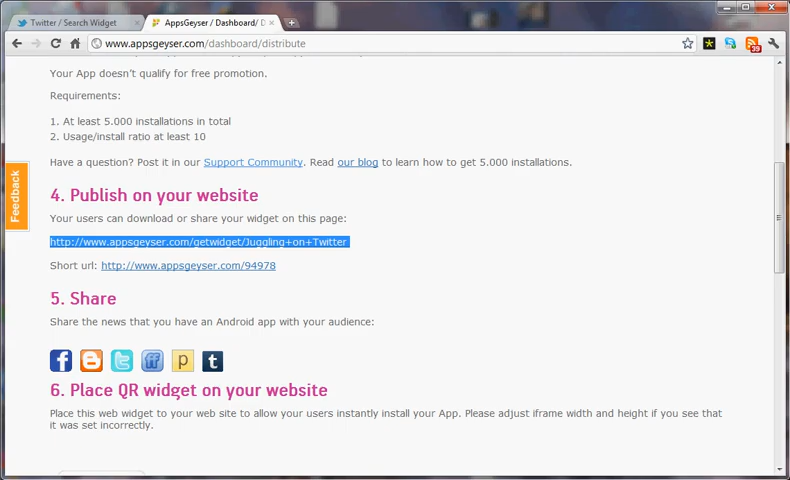 Twitter / Search Widget
AppsGeyser / Dashboard/ D
www.appsgeyser.com/dashboard/distribute
39
Your App doesn't qualify for free promotion.
Requirements:
1. At least 5.000 installations in total
2. Usage/install ratio at least 10
Have a question? Post it in our Support Community. Read our blog to learn how to get 5.000 installations.
Feedback
4. Publish on your website
Your users can download or share your widget on this page:
http://www.appsgeyser.com/getwidget/Juggling+on+Twitter
Short url: http://www.appsgeyser.com/94978
5. Share
Share the news that you have an Android app with your audience:
f B t ff p t
6. Place QR widget on your website
Place this web widget to your web site to allow your users instantly install your App. Please adjust iframe width and height if you see that
it was set incorrectly.